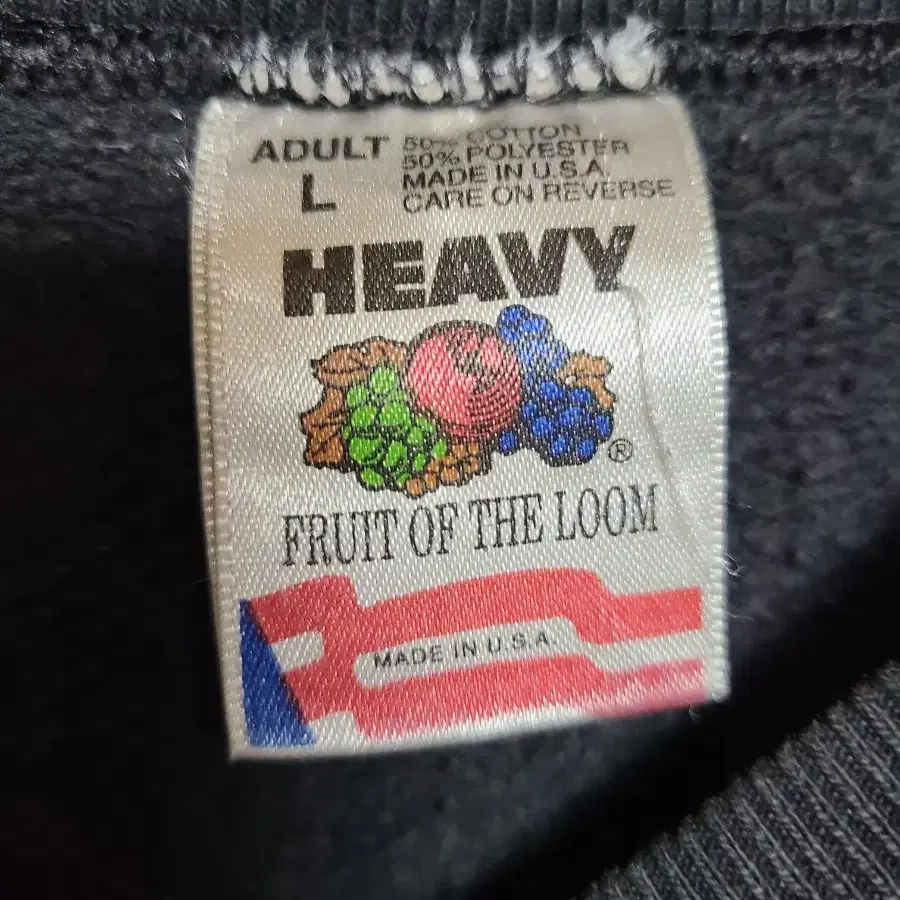 ADULT
L
50% COTTON
50% POLYESTER
MADE IN U.S.A.
CARE ON REVERSE
HEAVY
®
FRUIT OF THE LOOM
MADE IN U.S.A.